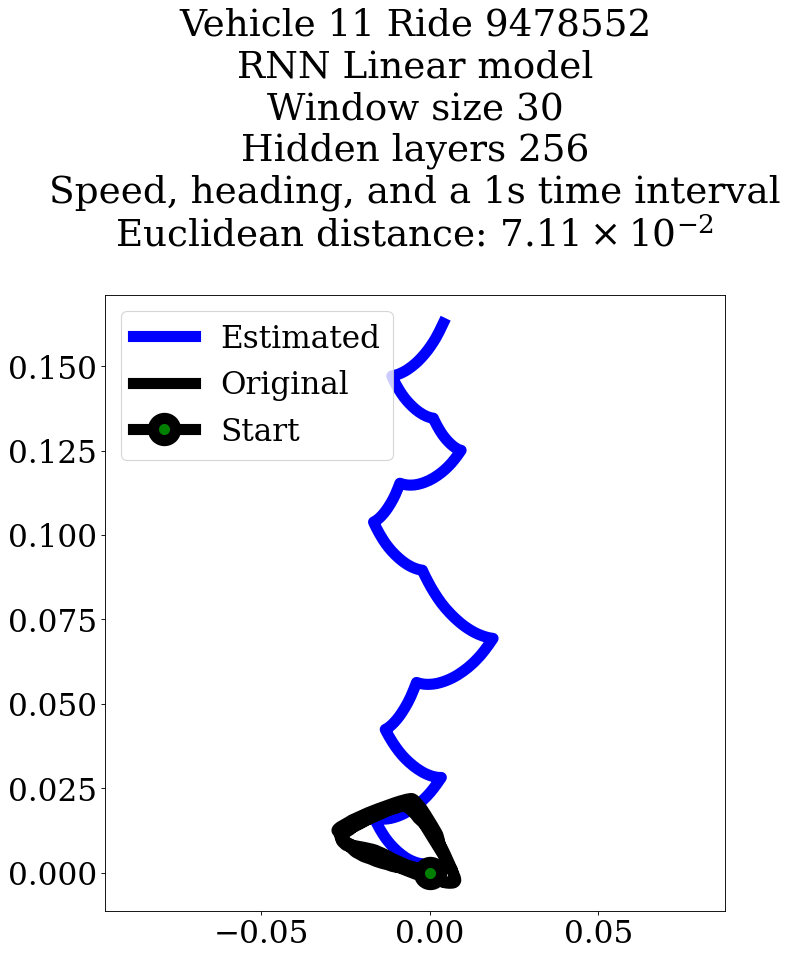 Vehicle 11 Ride 9478552
RNN Linear model
Window size 30
Hidden layers 256
Speed, heading, and a 1s time interval
Euclidean distance: 7.11 × 10⁻²
Estimated
Original
Start
0.150
0.125
0.100
0.075
0.050
0.025
0.000
−0.05 0.00 0.05